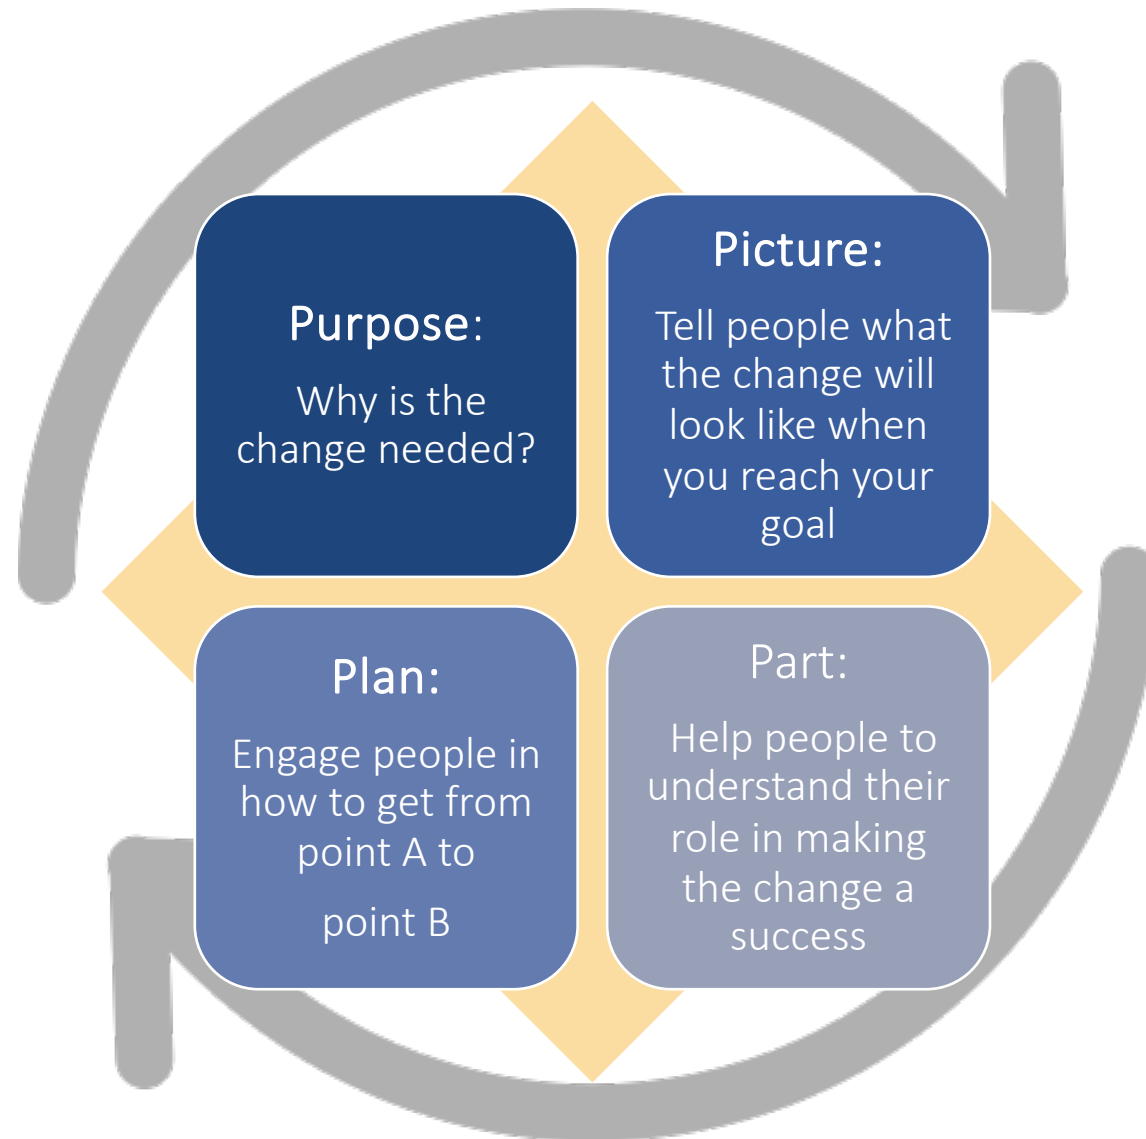 Purpose:
Why is the
change needed?
Picture:
Tell people what
the change will
look like when
you reach your
goal
Plan:
Engage people in
how to get from
point A to
point B
Part:
Help people to
understand their
role in making
the change a
success